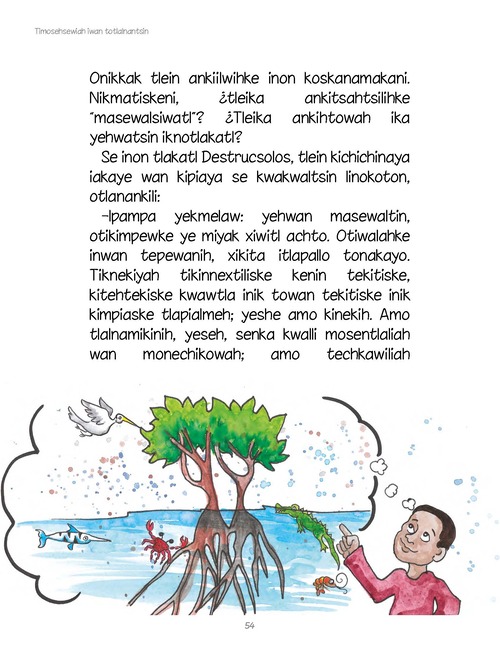 Timosehsewiah iwan totlalnantsin
Onikkak tlein ankiilwihke inon koskanamakani.
Nikmatiskeni, ¿tleika ankitsahtsilihke
"masewalsiwatl"? ¿Tleika ankihtowah ika
yehwatsin iknotlakatl?
Se inon tlakatl Destrucsolos, tlein kichichinaya
iakaye wan kipiaya se kwakwaltsin linokoton,
otlanankili:
-Ipampa yekmelaw: yehwan masewaltin,
otikimpewke ye miyak xiwitl achto. Otiwalahke
inwan tepewanih, xikita itlapallo tonakayo.
Tiknekiyah tikinnextiliske kenin tekitiske,
kitehtekiske kwawtla inik towan tekitiske inik
kimpiaske tlapialmeh; yeshe amo kinekih. Amo
tlalnamikinih, yeseh, senka kwalli mosentlaliah
wan monechikowah; amo techkawiliah
54